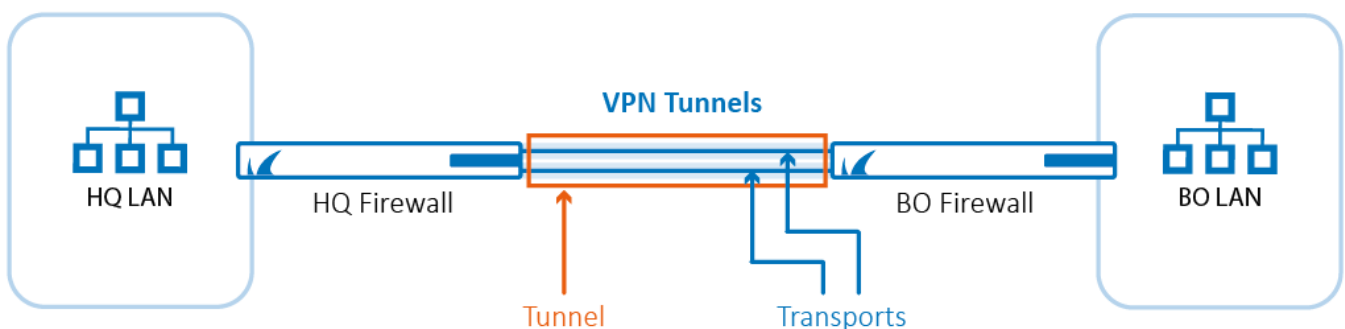 VPN Tunnels
HQ LAN
HQ Firewall
BO Firewall
BO LAN
Tunnel
Transports